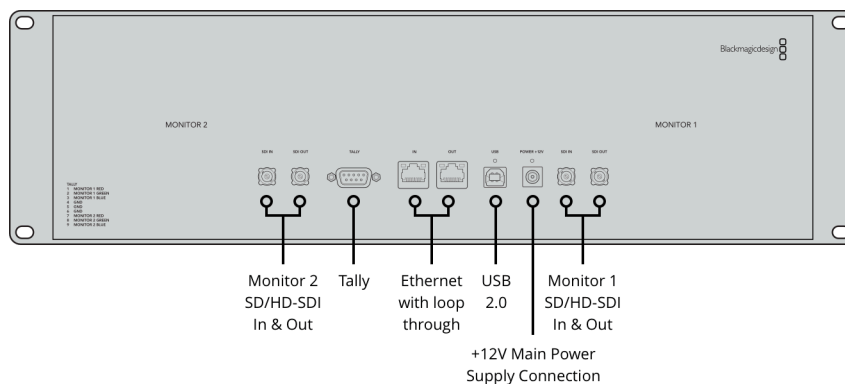 Blackmagicdesign
MONITOR 2
MONITOR 1
SDI IN
SDI OUT
TALLY
IN
OUT
USB
POWER +12V
SDI IN
SDI OUT
TALLY
1 MONITOR 1 RED
2 MONITOR 1 GREEN
3 MONITOR 1 BLUE
4 GND
5 GND
6 GND
7 MONITOR 2 RED
8 MONITOR 2 GREEN
9 MONITOR 2 BLUE
Monitor 2
SD/HD-SDI
In & Out
Tally
Ethernet
with loop
through
USB
2.0
Monitor 1
SD/HD-SDI
In & Out
+12V Main Power
Supply Connection